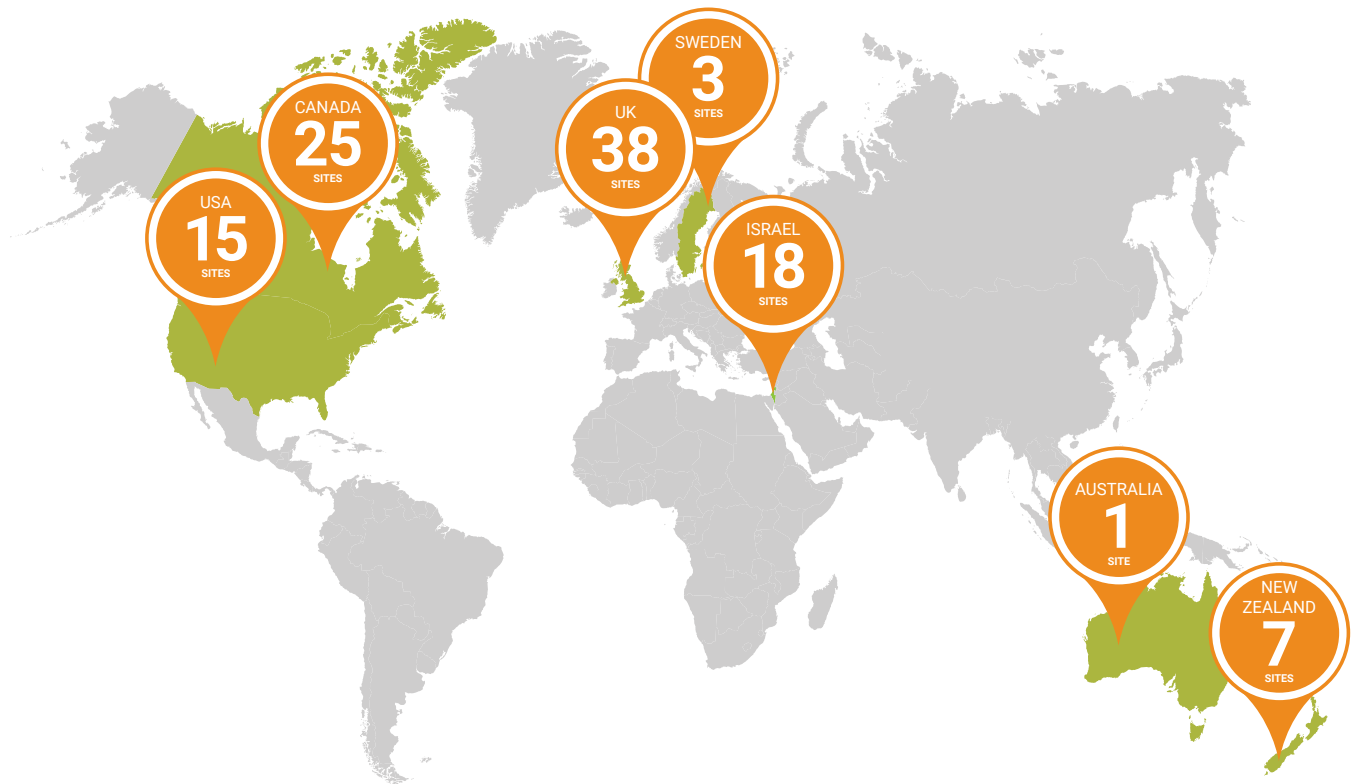 SWEDEN
3
SITES
CANADA
25
SITES
UK
38
SITES
USA
15
SITES
ISRAEL
18
SITES
AUSTRALIA
1
SITE
NEW
ZEALAND
7
SITES